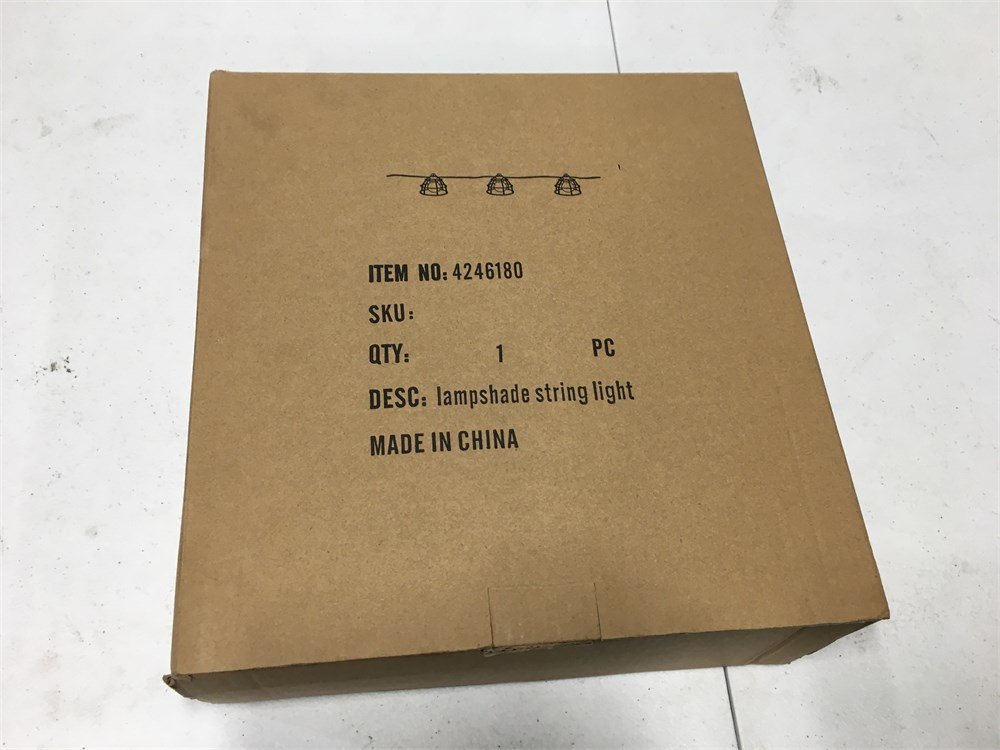 ITEM NO: 4246180
SKU:
QTY: 1 PC
DESC: lampshade string light
MADE IN CHINA